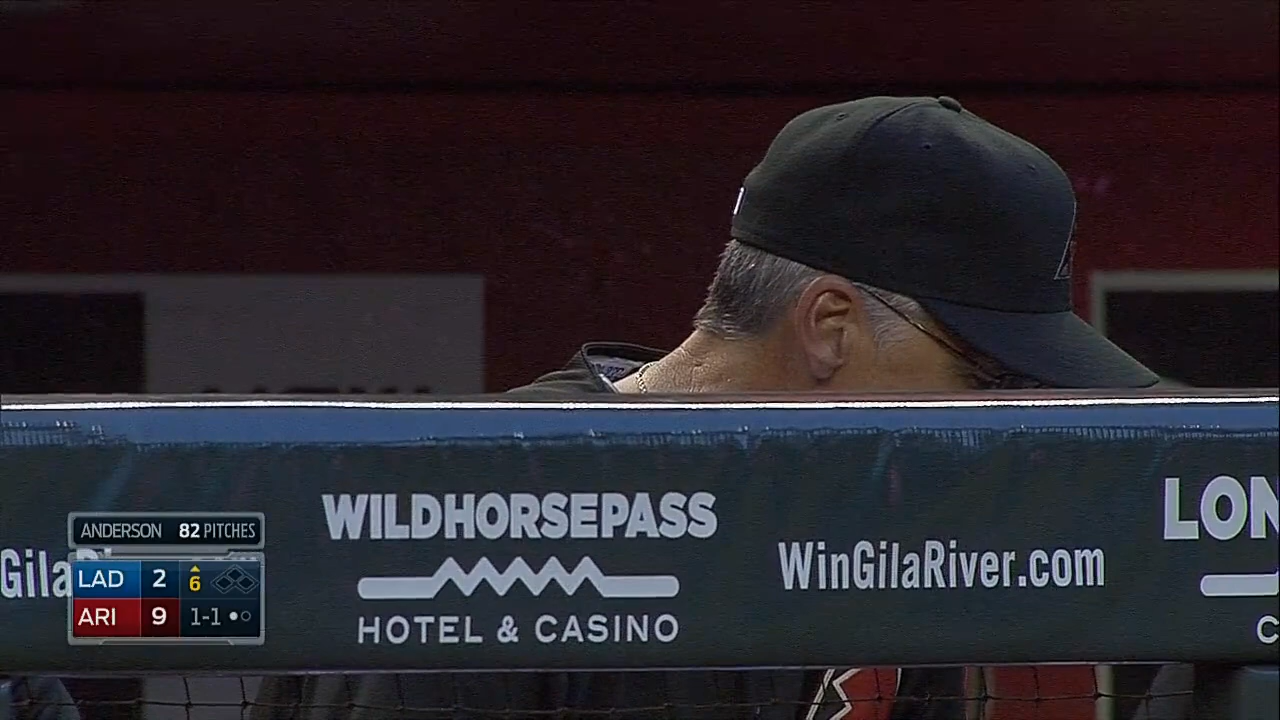 WILDHORSEPASS
HOTEL & CASINO
WinGilaRiver.com
LON
C
Gila
ANDERSON 82 PITCHES
LAD 2 6
ARI 9 1-1